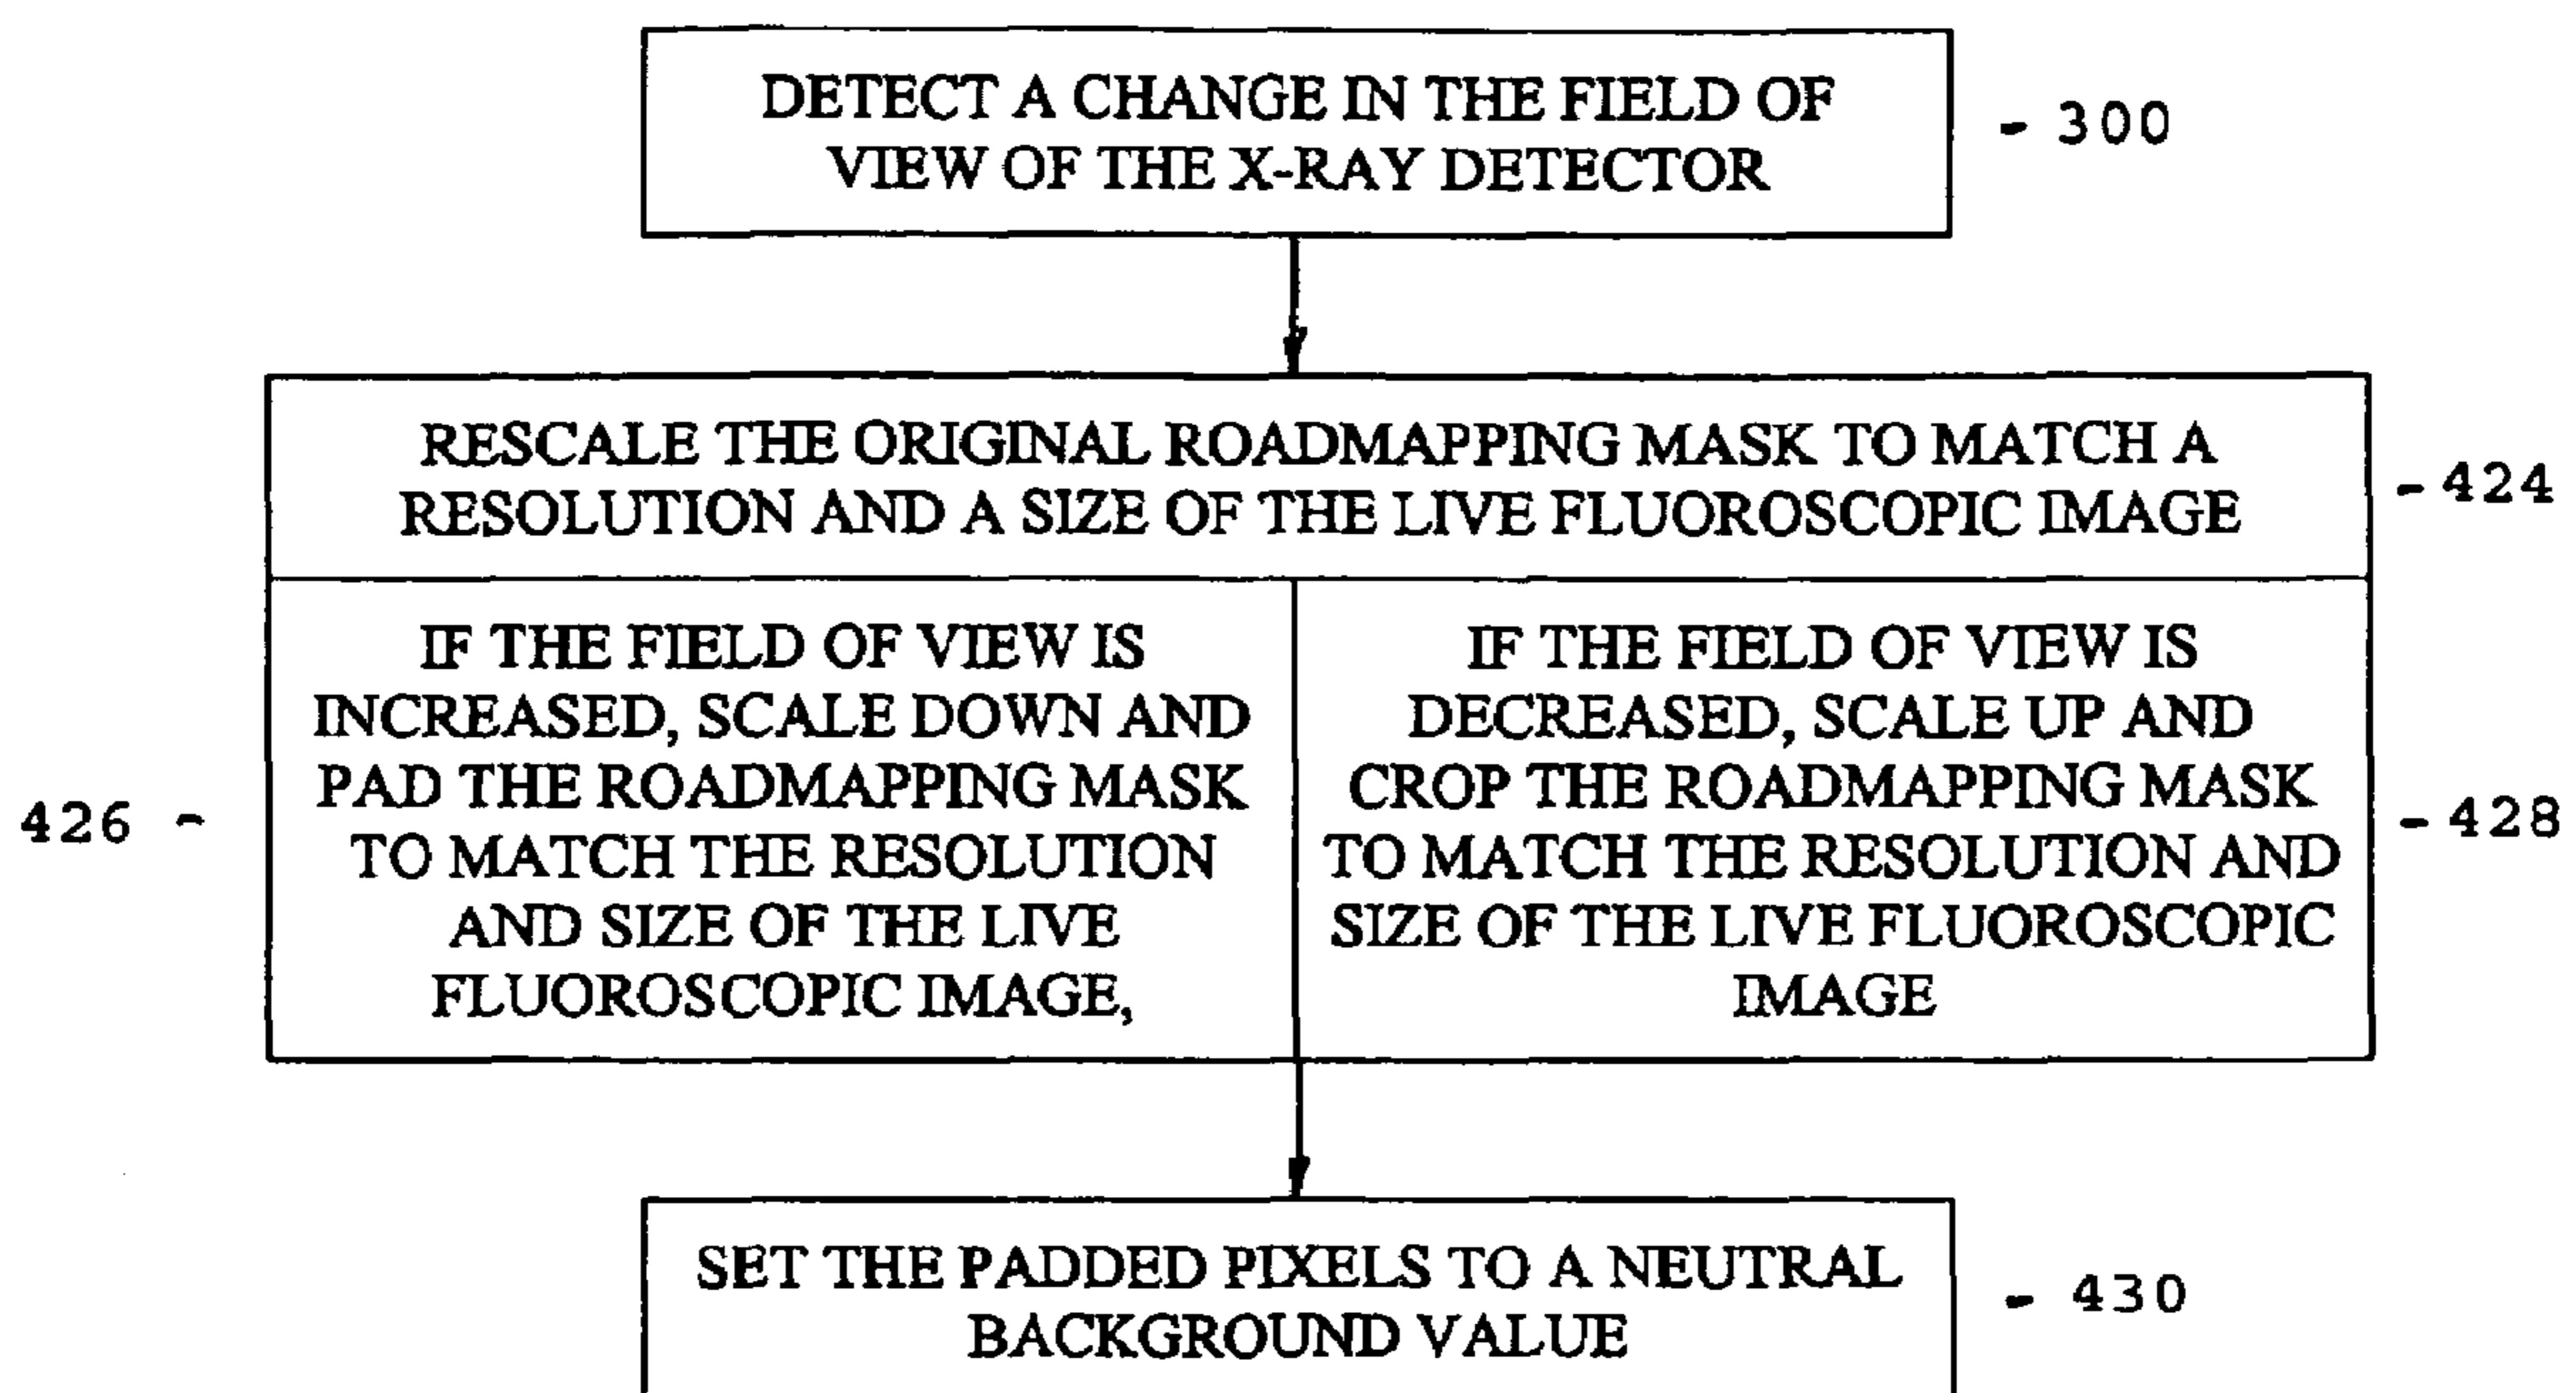 DETECT A CHANGE IN THE FIELD OF
VIEW OF THE X-RAY DETECTOR
- 300
RESCALE THE ORIGINAL ROADMAPPING MASK TO MATCH A
RESOLUTION AND A SIZE OF THE LIVE FLUOROSCOPIC IMAGE
- 424
IF THE FIELD OF VIEW IS
INCREASED, SCALE DOWN AND
PAD THE ROADMAPPING MASK
TO MATCH THE RESOLUTION
AND SIZE OF THE LIVE
FLUOROSCOPIC IMAGE,
426 -
IF THE FIELD OF VIEW IS
DECREASED, SCALE UP AND
CROP THE ROADMAPPING MASK
TO MATCH THE RESOLUTION AND
SIZE OF THE LIVE FLUOROSCOPIC
IMAGE
- 428
SET THE PADDED PIXELS TO A NEUTRAL
BACKGROUND VALUE
- 430